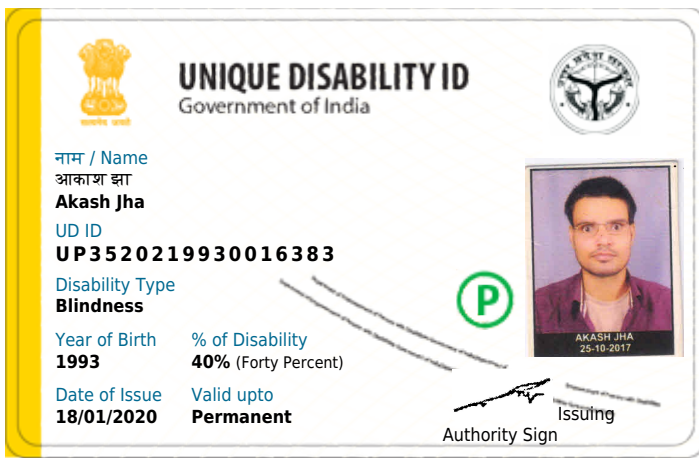 UNIQUE DISABILITY ID
Government of India
नाम / Name
आकाश झा
Akash Jha
UD ID
UP3520219930016383
Disability Type
Blindness
Year of Birth % of Disability
1993 40% (Forty Percent)
Date of Issue Valid upto
18/01/2020 Permanent
P
AKASH JHA
25-10-2017
Issuing
Authority Sign